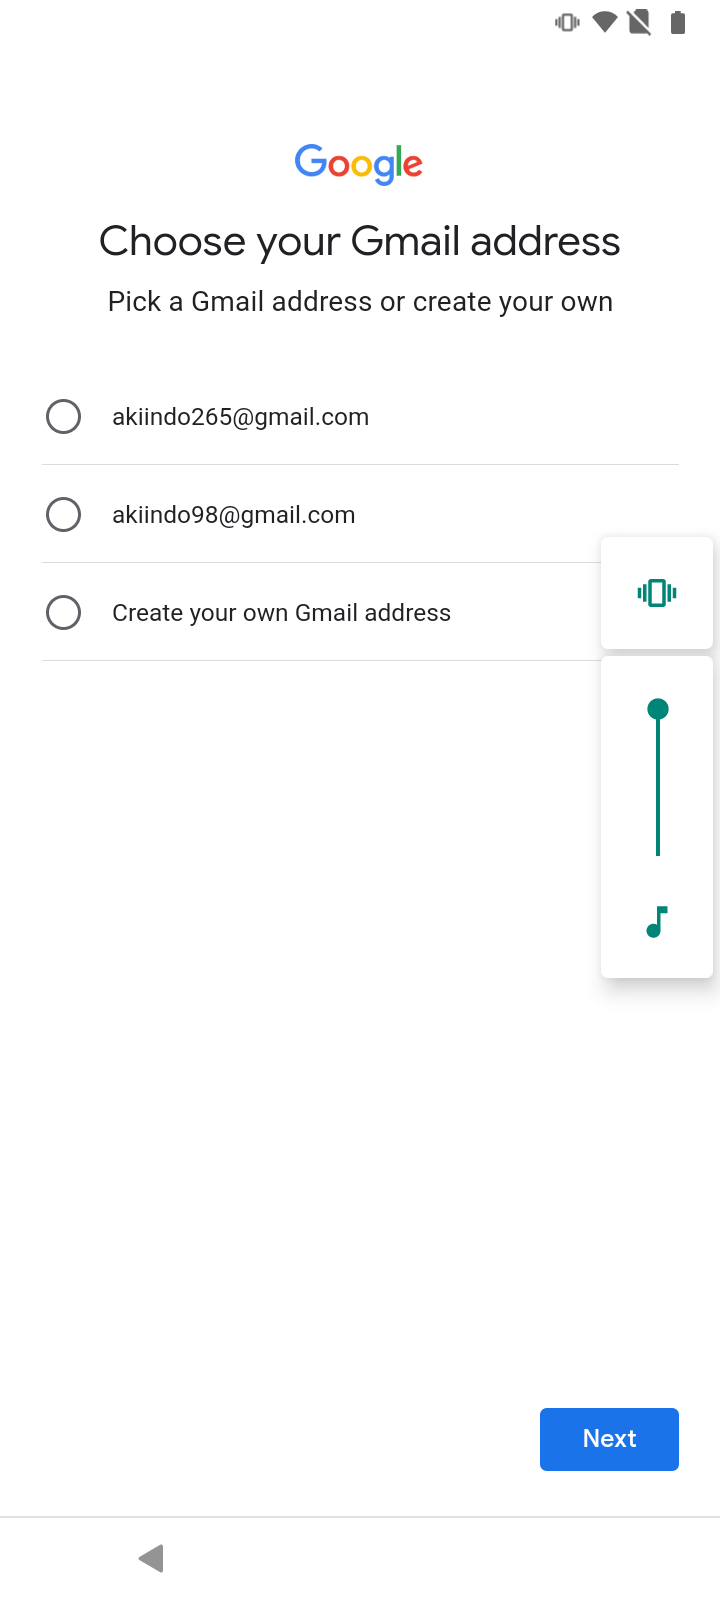 Google
Choose your Gmail address
Pick a Gmail address or create your own
akiindo265@gmail.com
akiindo98@gmail.com
Create your own Gmail address
Next